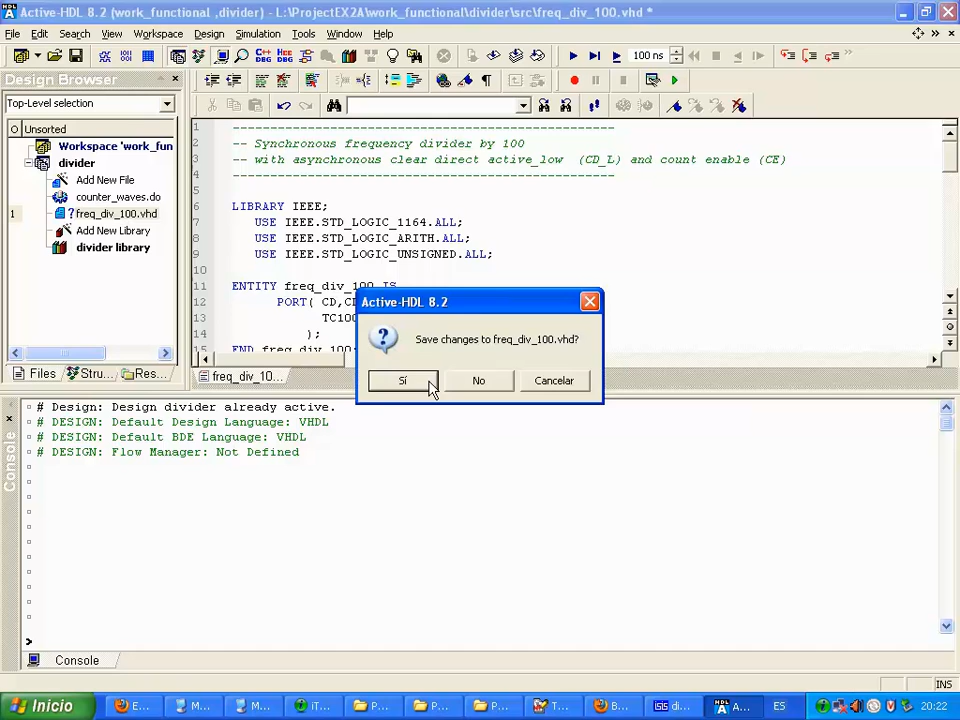 Active-HDL 8.2 (work_functional ,divider) - L:\ProjectEX2A\work_functional\divider\src\freq_div_100.vhd *
File Edit Search View Workspace Design Simulation Tools Window Help
100 ns
Design Browser
Top-Level selection
Unsorted
Workspace 'work_fun
divider
Add New File
counter_waves.do
1 freq_div_100.vhd
Add New Library
divider library
Files Stru... Res...
1 ---------------------------------------------------
2 -- Synchronous frequency divider by 100
3 -- with asynchronous clear direct active_low (CD_L) and count enable (CE)
4 ---------------------------------------------------
5
6 LIBRARY IEEE;
7 USE IEEE.STD_LOGIC_1164.ALL;
8 USE IEEE.STD_LOGIC_ARITH.ALL;
9 USE IEEE.STD_LOGIC_UNSIGNED.ALL;
10
11 ENTITY freq_div_100 IS
12 PORT( CD,
13 TC100
14 );
15 END freq_div_100
freq_div_10...
Active-HDL 8.2
Save changes to freq_div_100.vhd?
Sí No Cancelar
# Design: Design divider already active.
# DESIGN: Default Design Language: VHDL
# DESIGN: Default BDE Language: VHDL
# DESIGN: Flow Manager: Not Defined
>
Console
Console
INS
Inicio E... M... M... iT... P... P... P... T... B... di... A... ES 20:22